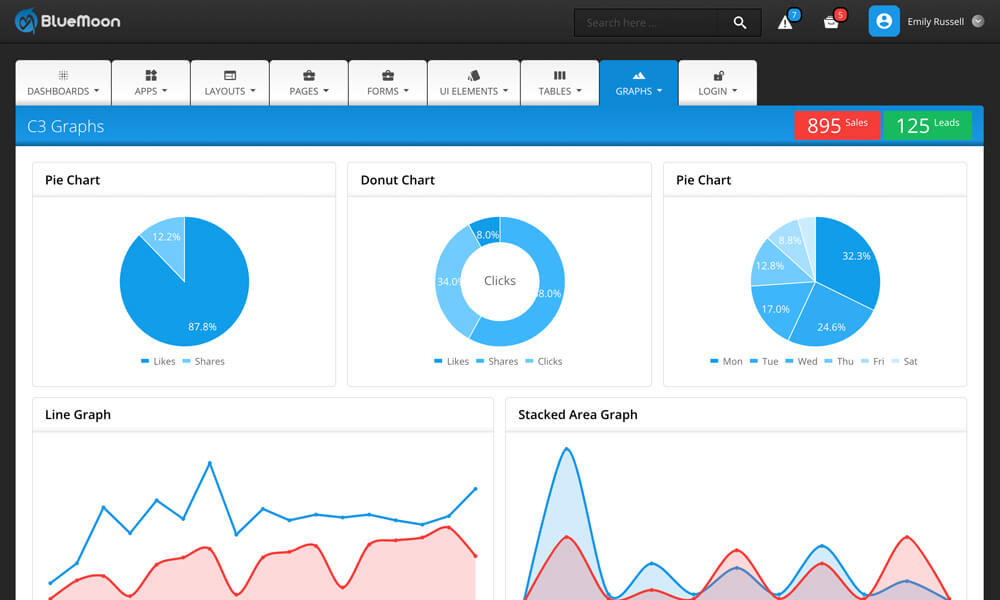 BlueMoon
Search here ...
7
5
Emily Russell
DASHBOARDS APPS LAYOUTS PAGES FORMS UI ELEMENTS TABLES GRAPHS LOGIN
C3 Graphs
895 Sales 125 Leads
Pie Chart
12.2%
87.8%
Likes Shares
Donut Chart
8.0%
34.0%
8.0%
Clicks
Likes Shares Clicks
Pie Chart
8.8%
32.3%
12.8%
17.0%
24.6%
Mon Tue Wed Thu Fri Sat
Line Graph
Stacked Area Graph